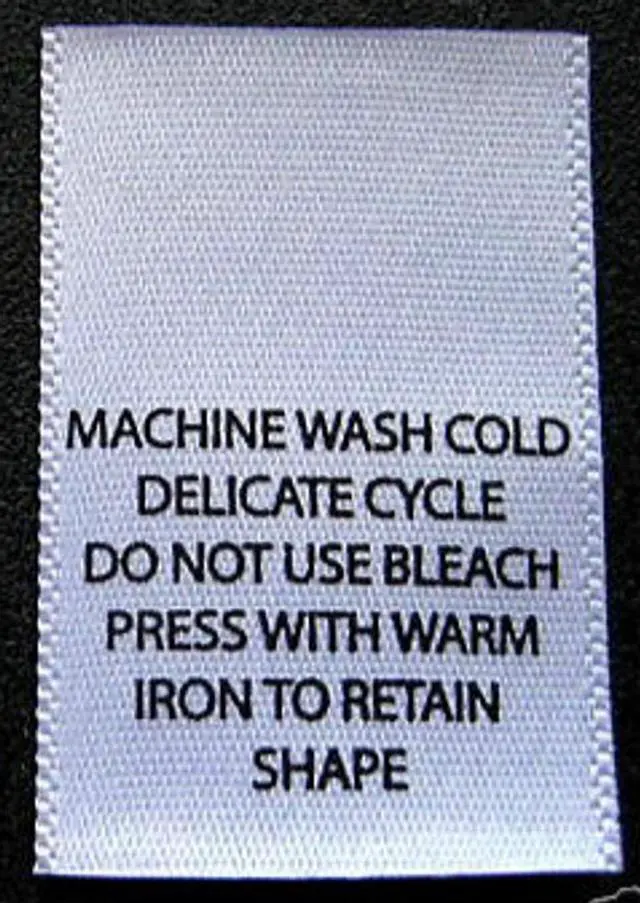 MACHINE WASH COLD
DELICATE CYCLE
DO NOT USE BLEACH
PRESS WITH WARM
IRON TO RETAIN
SHAPE